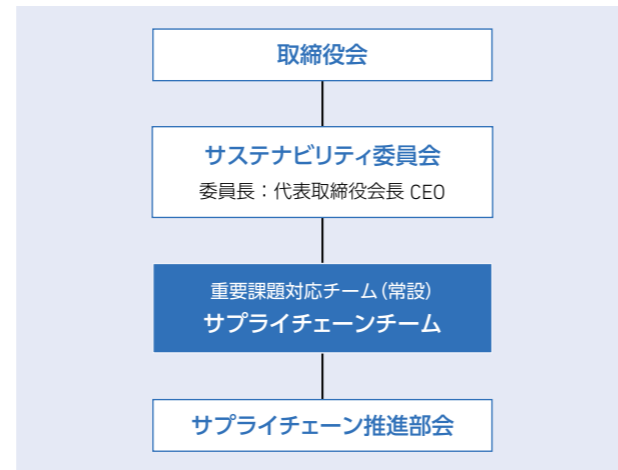 取締役会
サステナビリティ委員会
委員長：代表取締役会長 CEO
重要課題対応チーム（常設）
サプライチェーンチーム
サプライチェーン推進部会